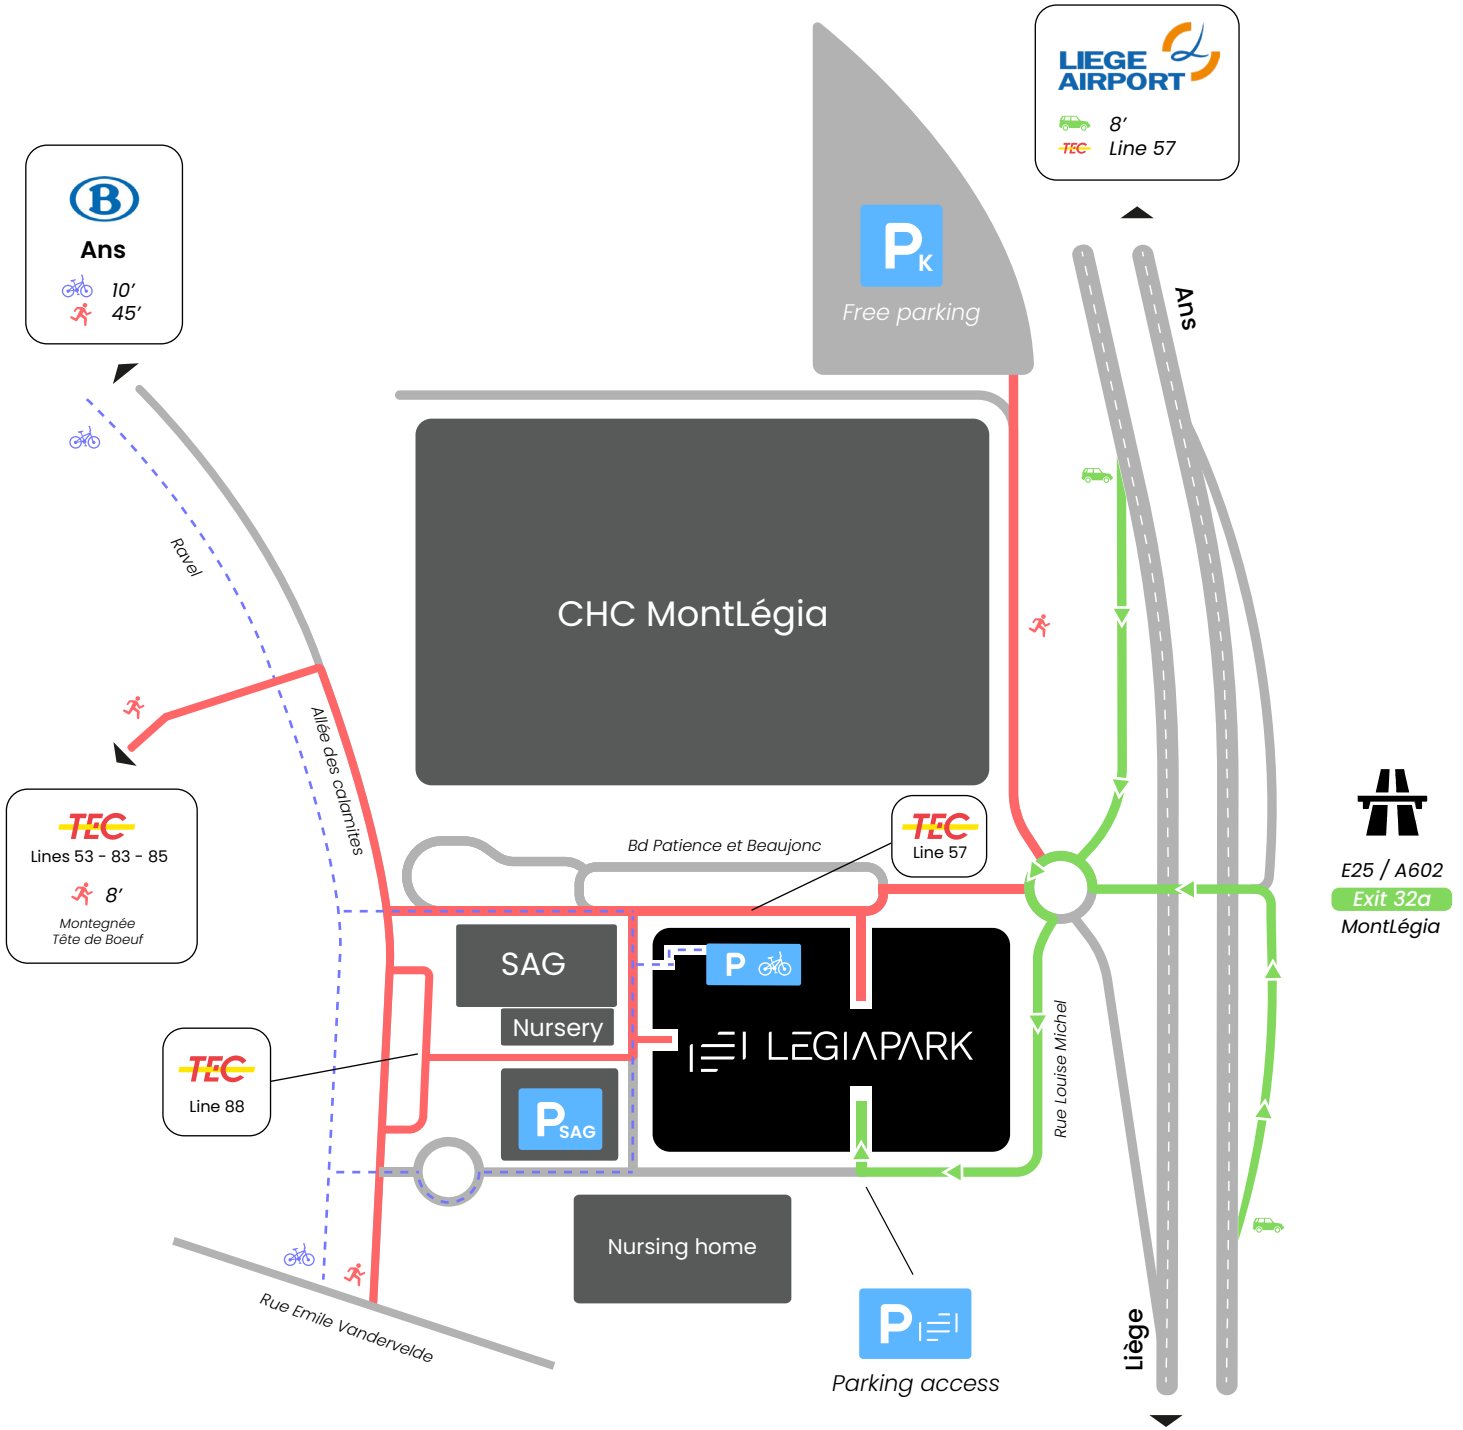 LIEGE
AIRPORT
8’
TEC Line 57
B
Ans
10’
45’
P K
Free parking
Ans
Ravel
CHC MontLégia
Allée des calamites
TEC
Lines 53 - 83 - 85
8’
Montegnée
Tête de Boeuf
Bd Patience et Beaujonc
TEC
Line 57
E25 / A602
Exit 32a
MontLégia
SAG
P
Nursery
LEGIAPARK
Rue Louise Michel
TEC
Line 88
P SAG
Nursing home
Rue Emile Vandervelde
P
Parking access
Liège